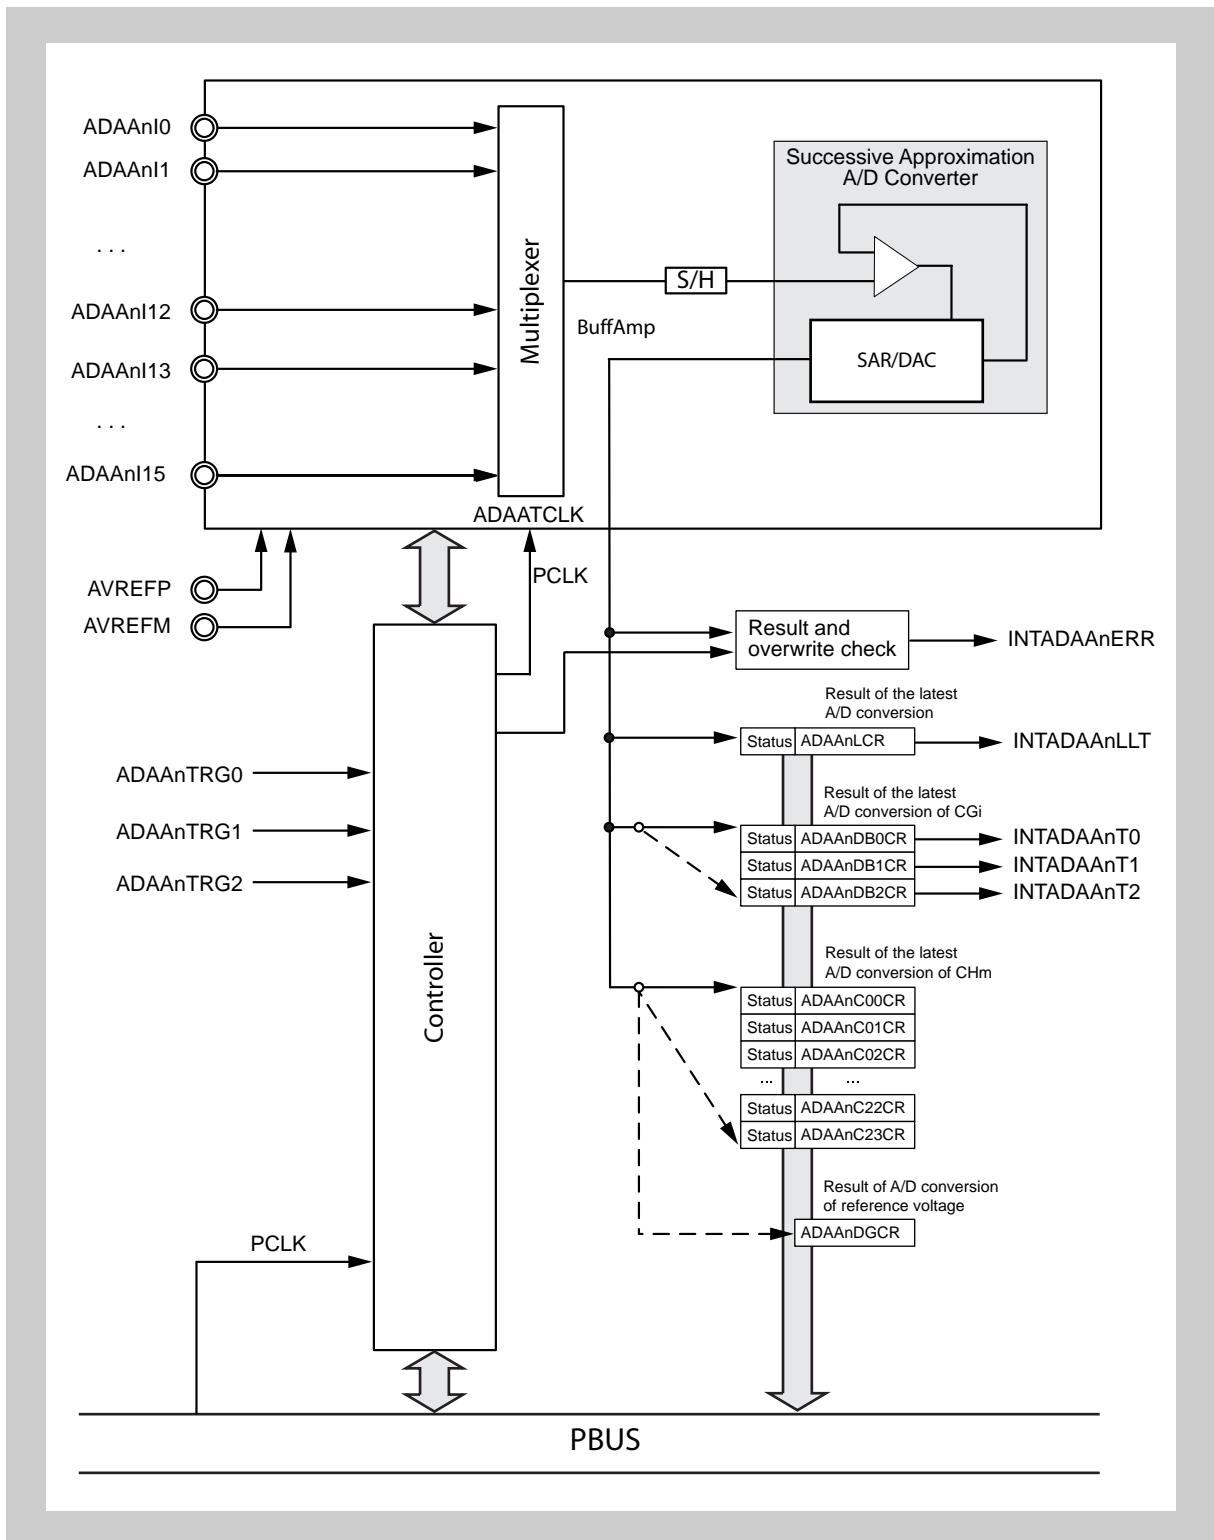 ADAAnI0
ADAAnI1
. . .
ADAAnI12
ADAAnI13
. . .
ADAAnI15
Multiplexer
S/H
BuffAmp
Successive Approximation
A/D Converter
SAR/DAC
ADAATCLK
PCLK
AVREFP
AVREFM
Result and
overwrite check
INTADAAnERR
Result of the latest
A/D conversion
Status ADAAnLCR
INTADAAnLLT
ADAAnTRG0
ADAAnTRG1
ADAAnTRG2
Controller
Result of the latest
A/D conversion of CGi
Status ADAAnDB0CR
INTADAAnT0
Status ADAAnDB1CR
INTADAAnT1
Status ADAAnDB2CR
INTADAAnT2
Result of the latest
A/D conversion of CHm
Status ADAAnC00CR
Status ADAAnC01CR
Status ADAAnC02CR
... ...
Status ADAAnC22CR
Status ADAAnC23CR
Result of A/D conversion
of reference voltage
ADAAnDGCR
PCLK
PBUS